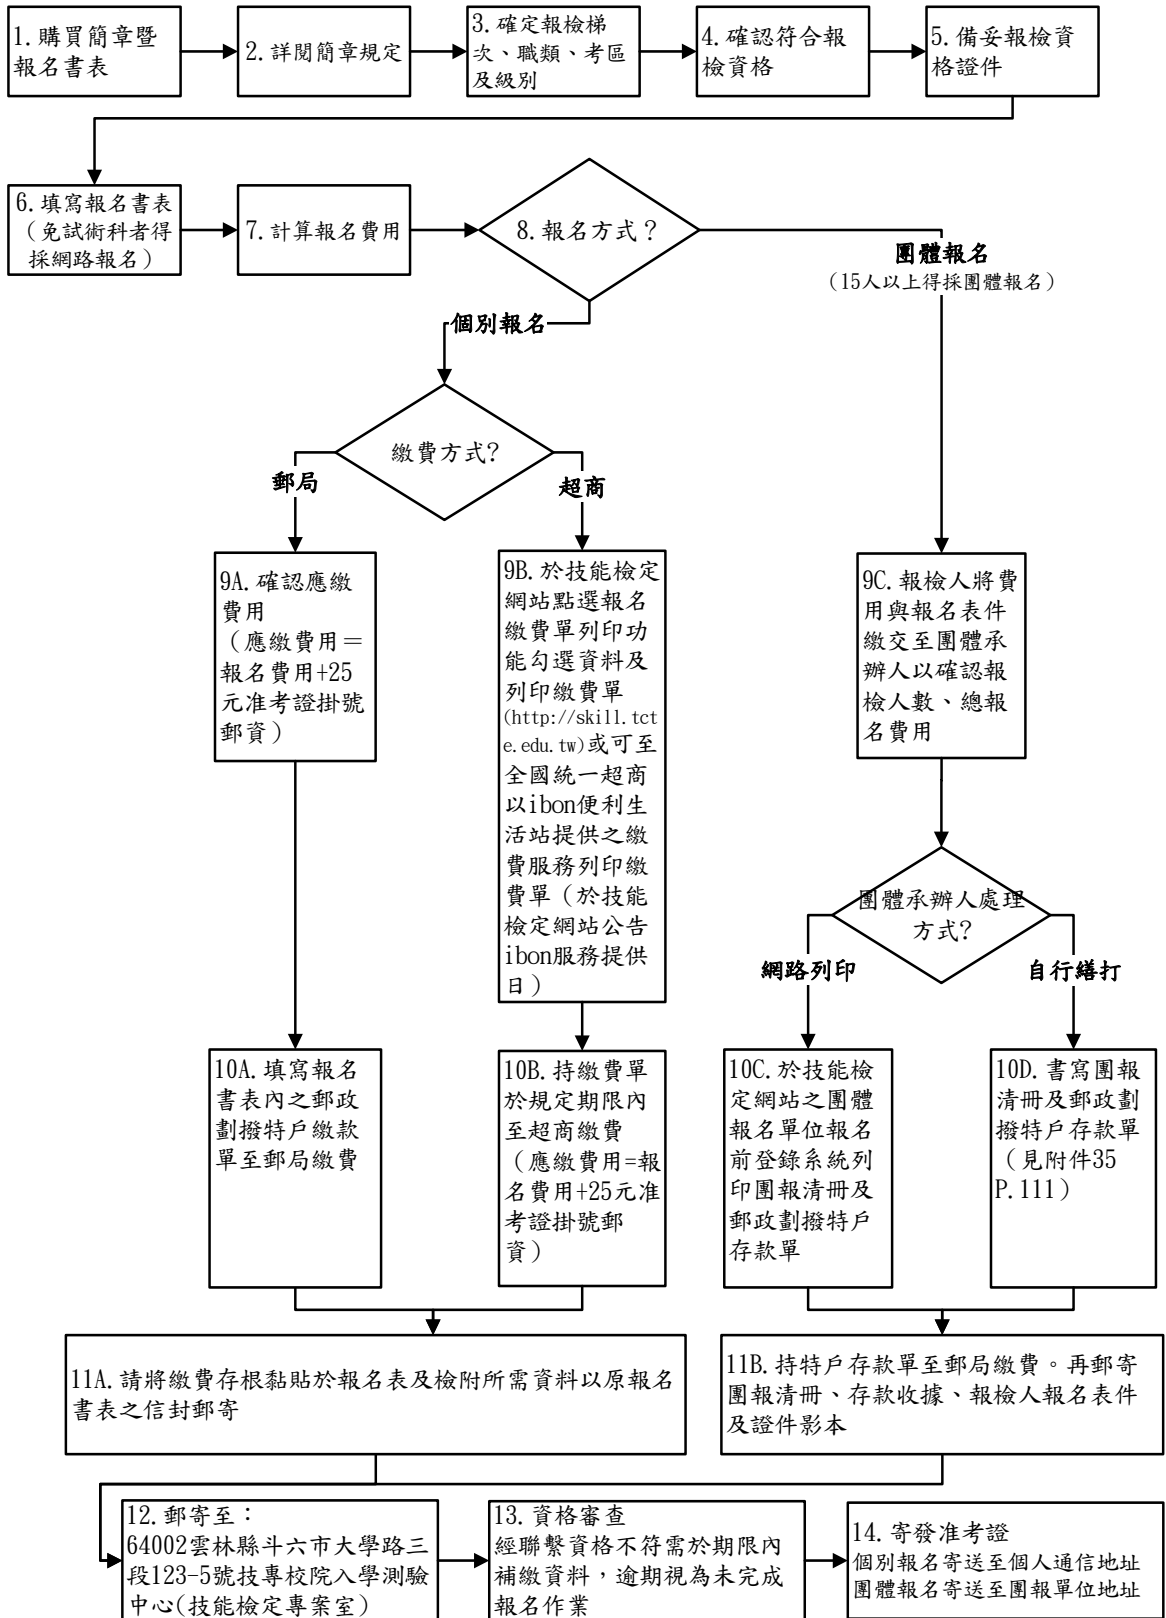 1.購買簡章暨
報名書表
2.詳閱簡章規定
3.確定報檢梯
次、職類、考區
及級別
4.確認符合報
檢資格
5.備妥報檢資
格證件
6.填寫報名書表
（免試術科者得
採網路報名）
7.計算報名費用
8.報名方式？
團體報名
（15人以上得採團體報名）
個別報名
繳費方式?
郵局
超商
9A.確認應繳
費用
（應繳費用＝
報名費用+25
元准考證掛號
郵資）
9B.於技能檢定
網站點選報名
繳費單列印功
能勾選資料及
列印繳費單
(http://skill.tct
e.edu.tw)或可至
全國統一超商
以ibon便利生
活站提供之繳
費服務列印繳
費單（於技能
檢定網站公告
ibon服務提供
日）
9C.報檢人將費
用與報名表件
繳交至團體承
辦人以確認報
檢人數、總報
名費用
團體承辦人處理
方式?
網路列印
自行繕打
10A.填寫報名
書表內之郵政
劃撥特戶繳款
單至郵局繳費
10B.持繳費單
於規定期限內
至超商繳費
（應繳費用=報
名費用+25元准
考證掛號郵
資）
10C.於技能檢
定網站之團體
報名單位報名
前登錄系統列
印團報清冊及
郵政劃撥特戶
存款單
10D.書寫團報
清冊及郵政劃
撥特戶存款單
（見附件35
P.111）
11A.請將繳費存根黏貼於報名表及檢附所需資料以原報名
書表之信封郵寄
11B.持特戶存款單至郵局繳費。再郵寄
團報清冊、存款收據、報檢人報名表件
及證件影本
12.郵寄至：
64002雲林縣斗六市大學路三
段123-5號技專校院入學測驗
中心(技能檢定專案室)
13.資格審查
經聯繫資格不符需於期限內
補繳資料，逾期視為未完成
報名作業
14.寄發准考證
個別報名寄送至個人通信地址
團體報名寄送至團報單位地址